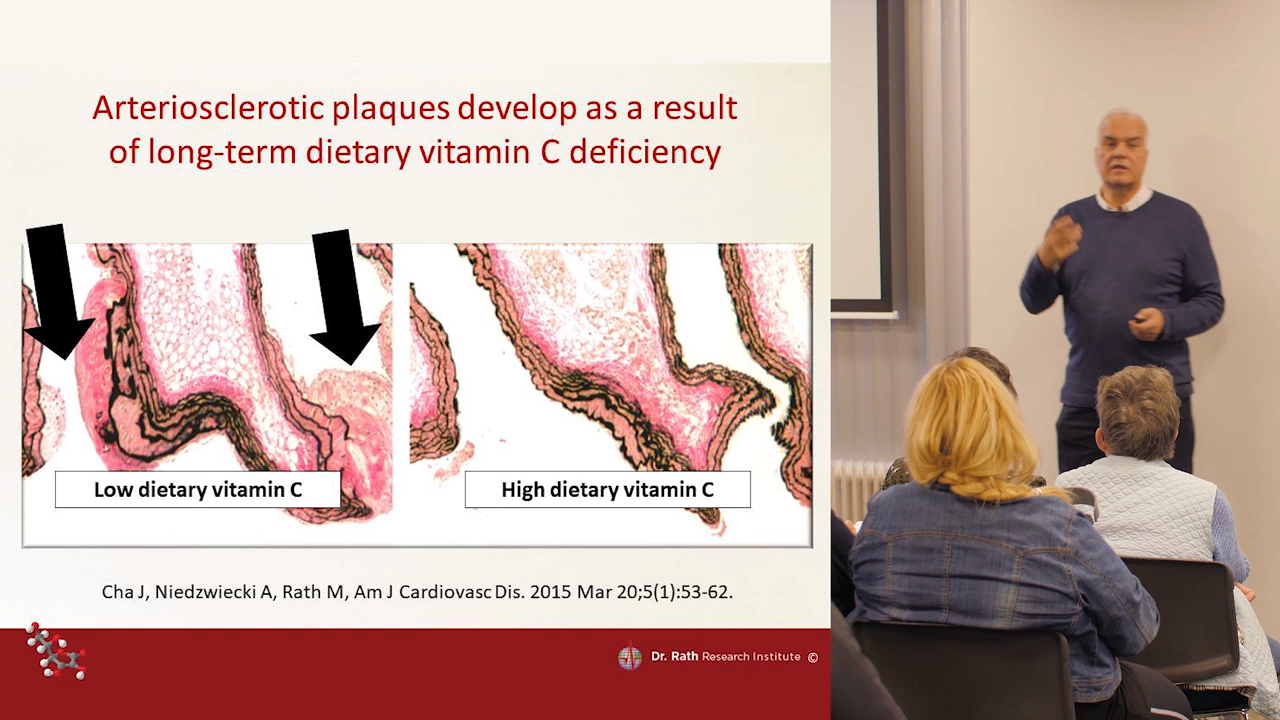 Arteriosclerotic plaques develop as a result
of long-term dietary vitamin C deficiency
Low dietary vitamin C
High dietary vitamin C
Cha J, Niedzwiecki A, Rath M, Am J Cardiovasc Dis. 2015 Mar 20;5(1):53-62.
Dr. Rath Research Institute ©